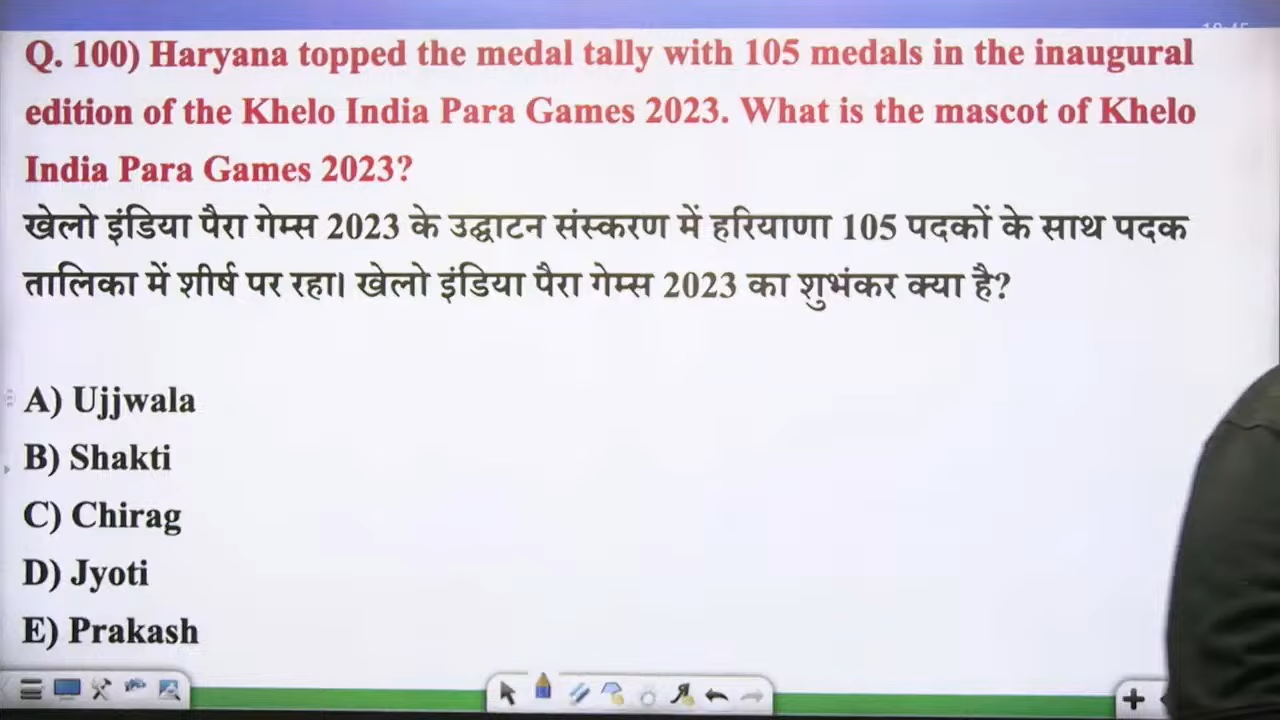 Q. 100) Haryana topped the medal tally with 105 medals in the inaugural
edition of the Khelo India Para Games 2023. What is the mascot of Khelo
India Para Games 2023?
खेलो इंडिया पैरा गेम्स 2023 के उद्घाटन संस्करण में हरियाणा 105 पदकों के साथ पदक
तालिका में शीर्ष पर रहा। खेलो इंडिया पैरा गेम्स 2023 का शुभंकर क्या है?
A) Ujjwala
B) Shakti
C) Chirag
D) Jyoti
E) Prakash